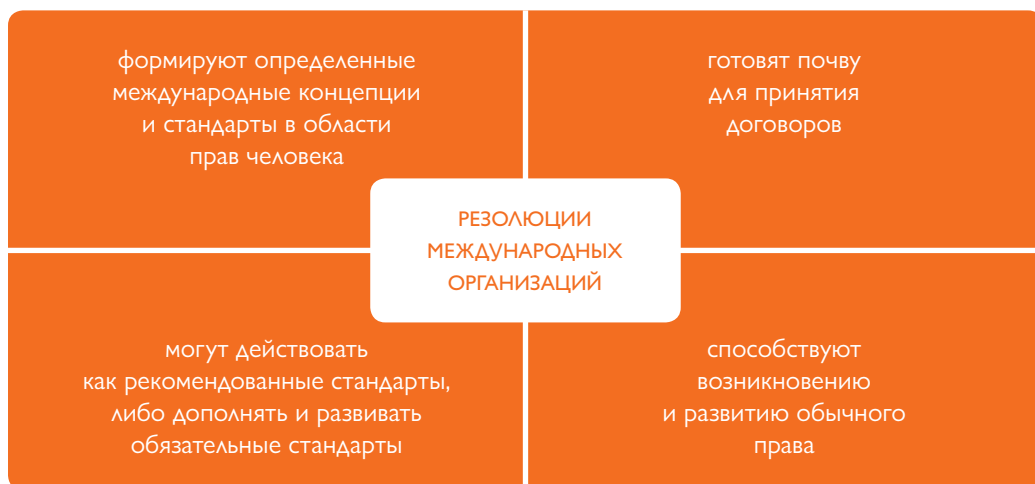 формируют определенные
международные концепции
и стандарты в области
прав человека
готовят почву
для принятия
договоров
РЕЗОЛЮЦИИ
МЕЖДУНАРОДНЫХ
ОРГАНИЗАЦИЙ
могут действовать
как рекомендованные стандарты,
либо дополнять и развивать
обязательные стандарты
способствуют
возникновению
и развитию обычного
права